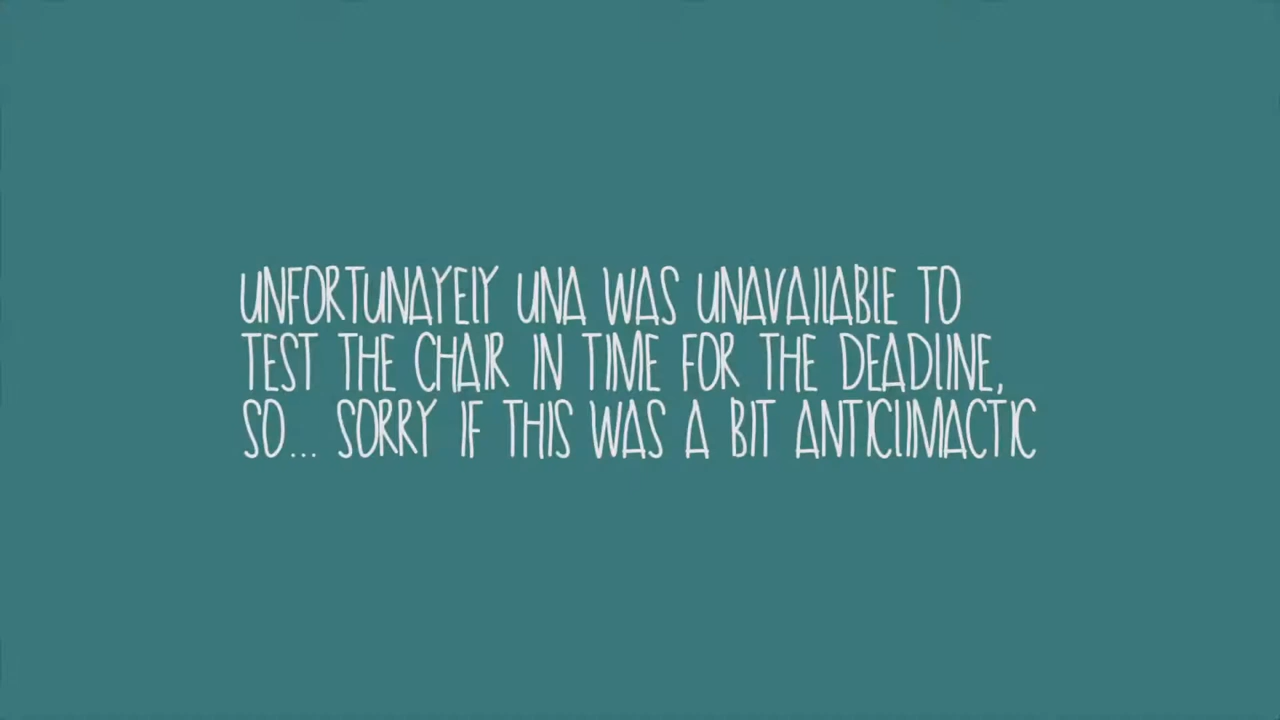 UNFORTUNAYELY UNA WAS UNAVAILABLE TO
TEST THE CHAIR IN TIME FOR THE DEADLINE,
SO... SORRY IF THIS WAS A BIT ANTICLIMACTIC